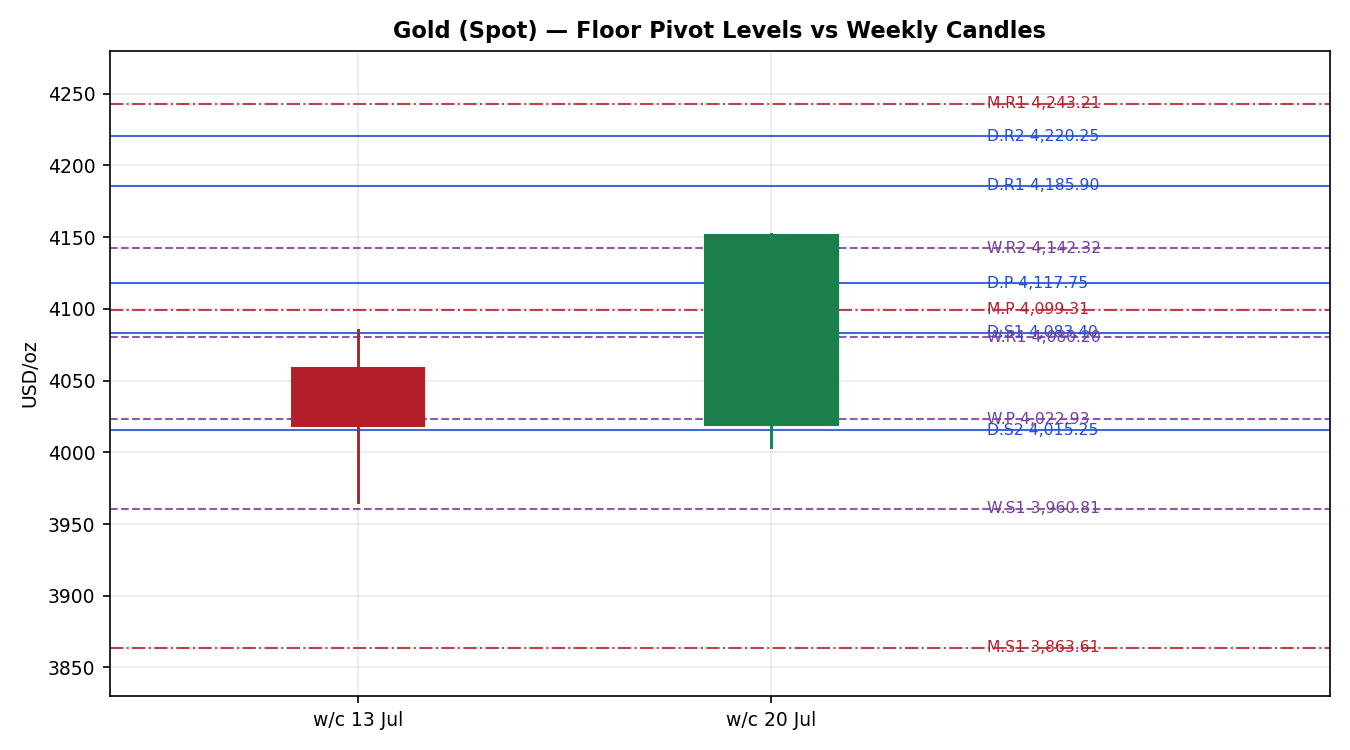 Gold (Spot) — Floor Pivot Levels vs Weekly Candles
USD/oz
4250
4200
4150
4100
4050
4000
3950
3900
3850
M.R1 4,243.21
D.R2 4,220.25
D.R1 4,185.90
W.R2 4,142.32
D.P 4,117.75
M.P 4,099.31
D.S1 4,083.40
W.R1 4,080.20
W.P 4,022.93
D.S2 4,015.25
W.S1 3,960.81
M.S1 3,863.61
w/c 13 Jul
w/c 20 Jul